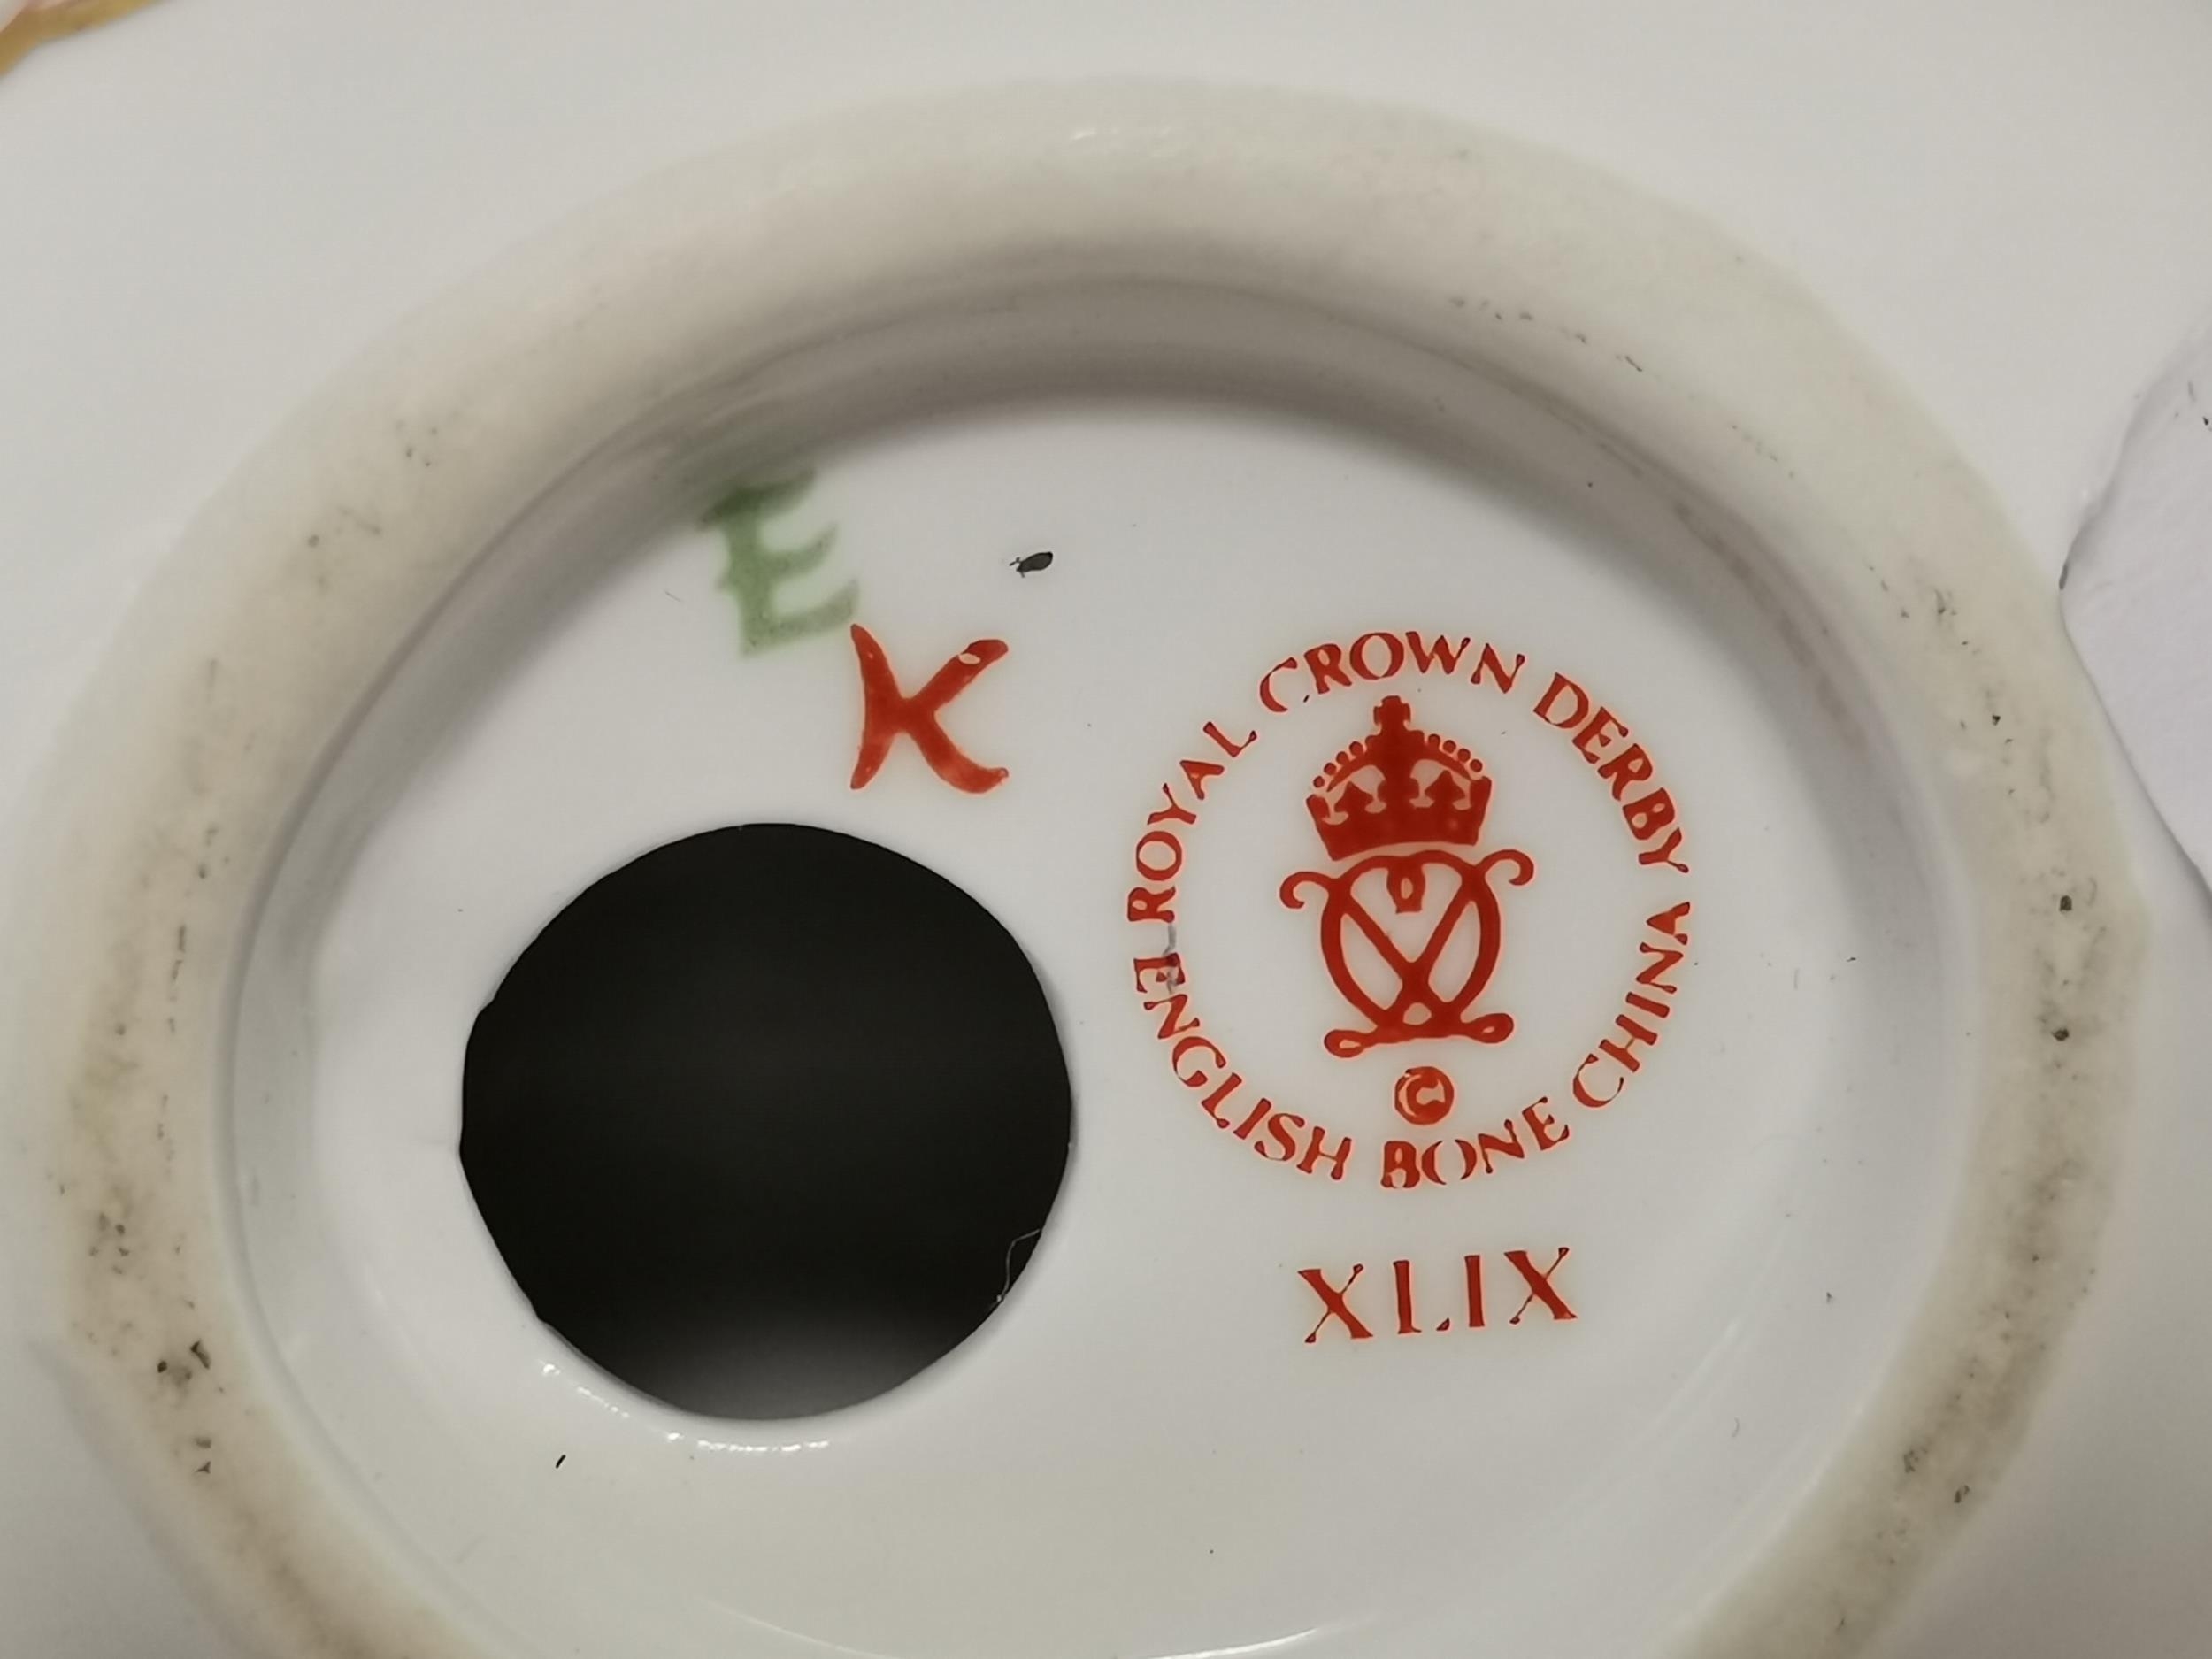 E
K
ROYAL CROWN DERBY
ENGLISH BONE CHINA
©
XLIX